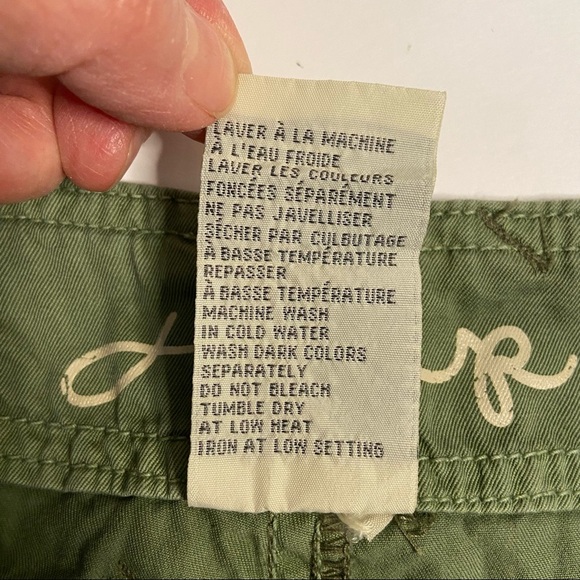 LAVER À LA MACHINE
À L'EAU FROIDE
LAVER LES COULEURS
FONCÉES SÉPARÉMENT
NE PAS JAVELLISER
SÉCHER PAR CULBUTAGE
À BASSE TEMPÉRATURE
REPASSER
À BASSE TEMPÉRATURE
MACHINE WASH
IN COLD WATER
WASH DARK COLORS
SEPARATELY
DO NOT BLEACH
TUMBLE DRY
AT LOW HEAT
IRON AT LOW SETTING